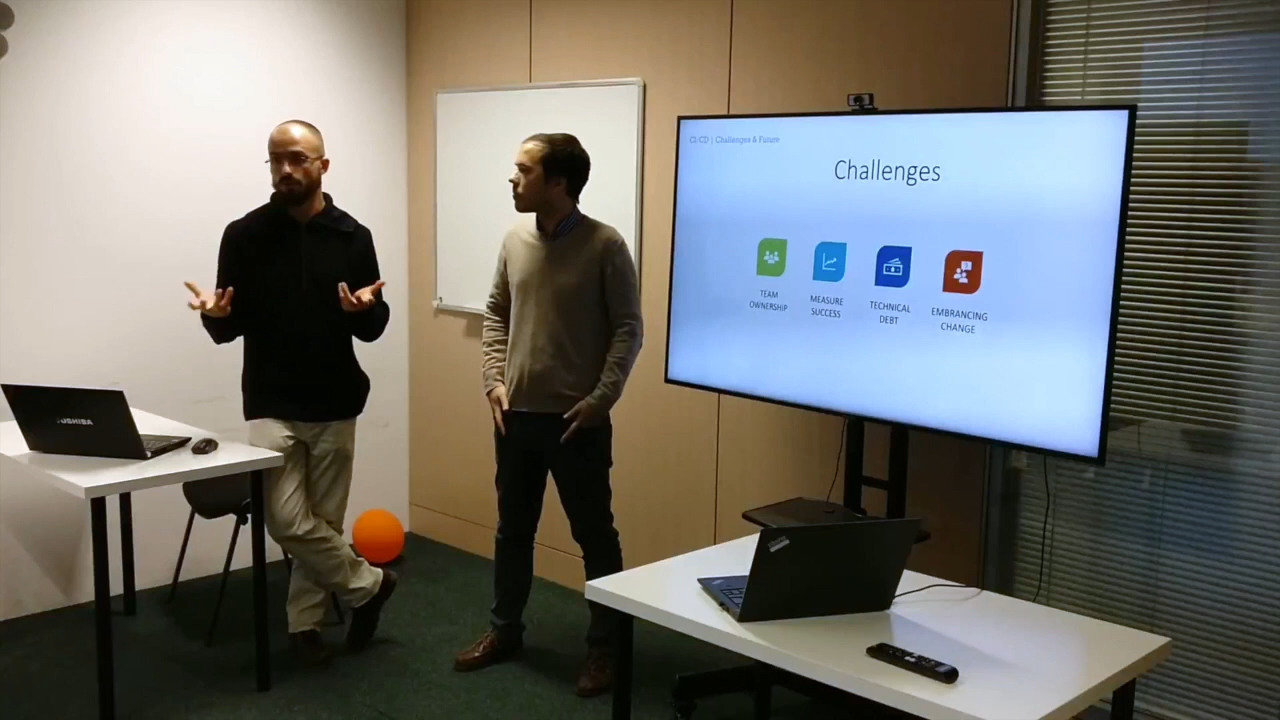 CI/CD | Challenges & Future
Challenges
TEAM
OWNERSHIP
MEASURE
SUCCESS
TECHNICAL
DEBT
EMBRANCING
CHANGE
TOSHIBA